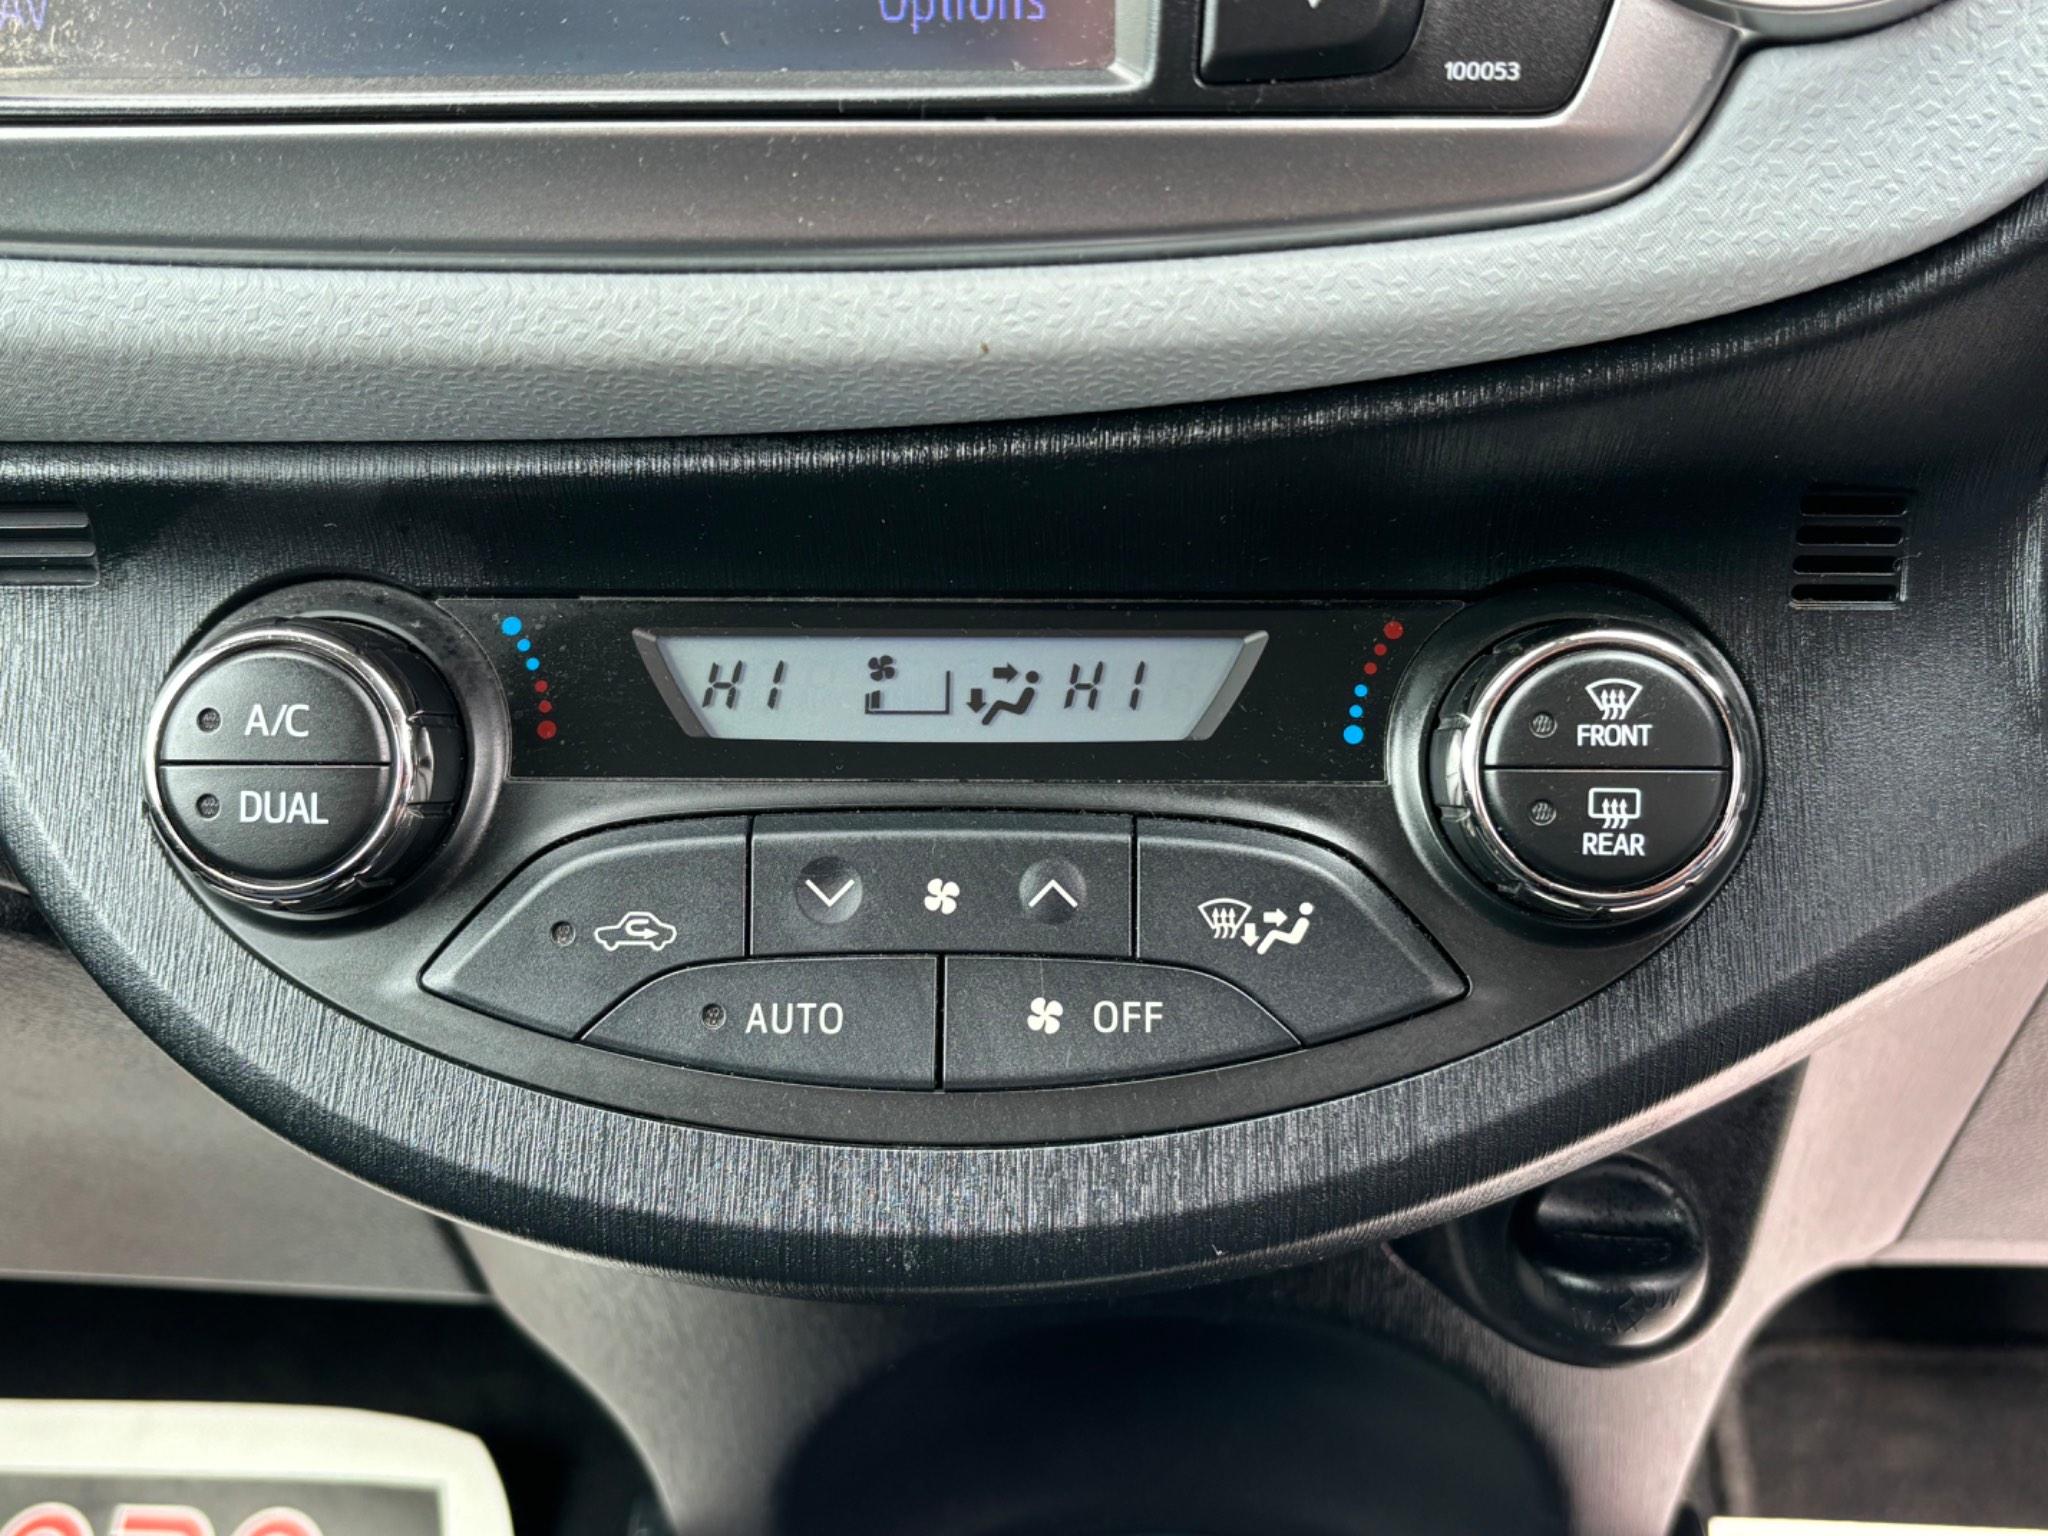 Options
100053
HI HI
A/C
DUAL
FRONT
REAR
AUTO
OFF